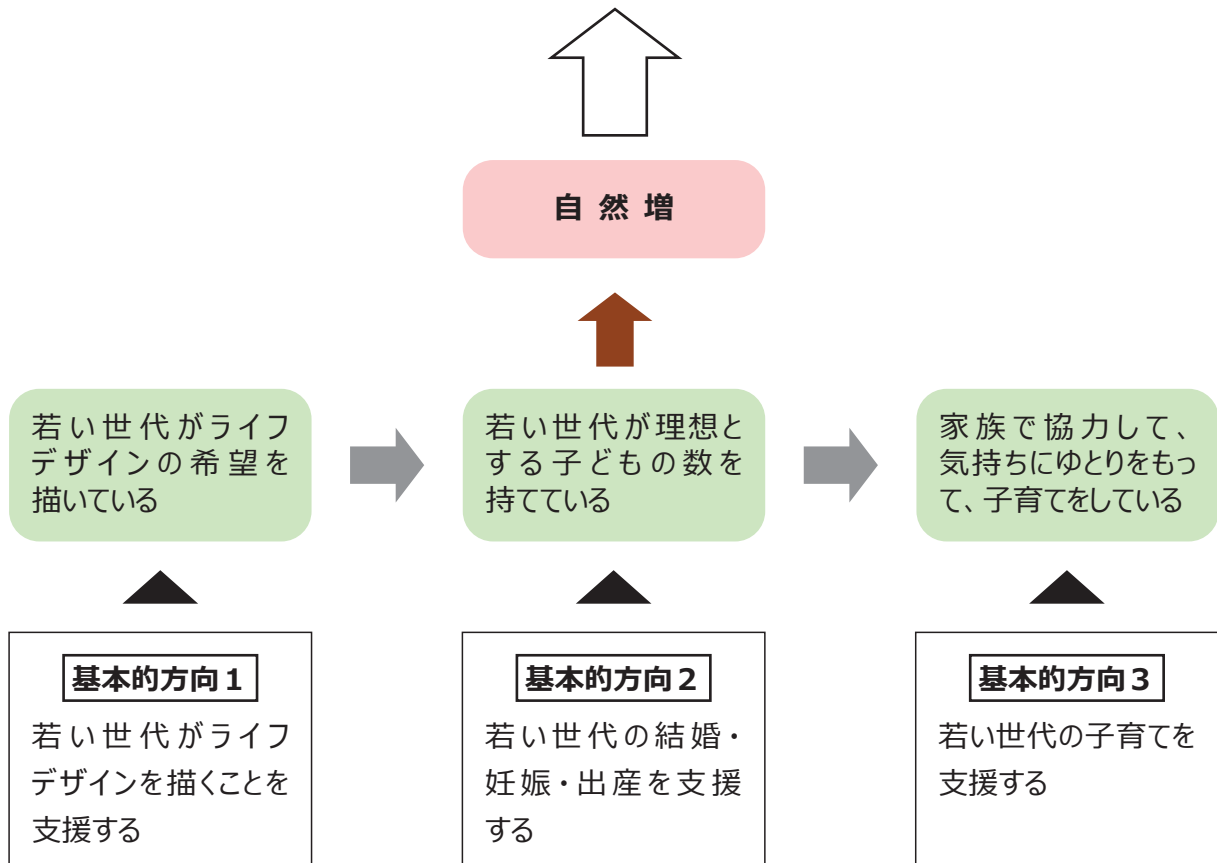 自然増
若い世代がライフ
デザインの希望を
描いている
若い世代が理想と
する子どもの数を
持てている
家族で協力して、
気持ちにゆとりをもっ
て、子育てをしている
基本的方向１
若い世代がライフ
デザインを描くことを
支援する
基本的方向２
若い世代の結婚・
妊娠・出産を支援
する
基本的方向３
若い世代の子育てを
支援する